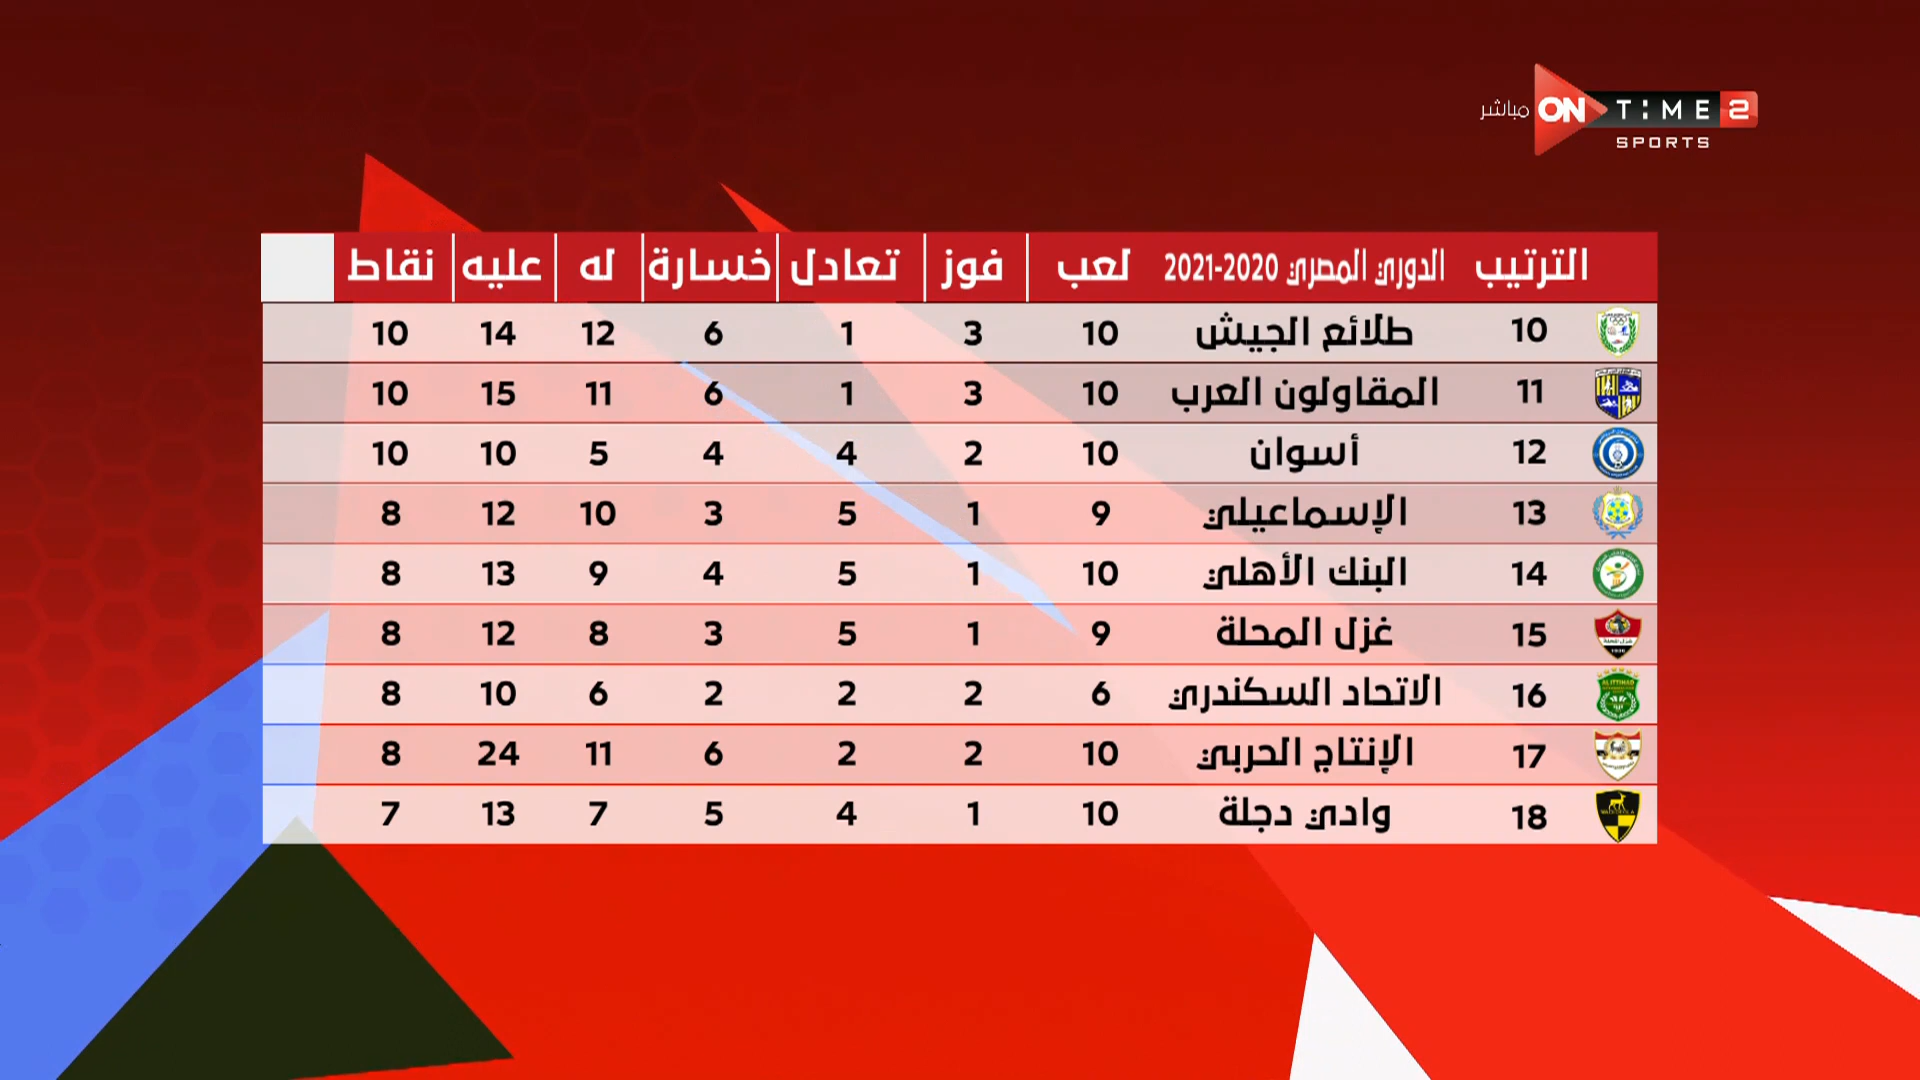 مباشر ON TIME 2
SPORTS
الترتيب الدوري المصري 2020-2021 لعب فوز تعادل خسارة له عليه نقاط
10 طلائع الجيش 10 3 1 6 12 14 10
11 المقاولون العرب 10 3 1 6 11 15 10
12 أسوان 10 2 4 4 5 10 10
13 الإسماعيلي 9 1 5 3 10 12 8
14 البنك الأهلي 10 1 5 4 9 13 8
15 غزل المحلة 9 1 5 3 8 12 8
16 الاتحاد السكندري 6 2 2 2 6 10 8
17 الإنتاج الحربي 10 2 2 6 11 24 8
18 وادي دجلة 10 1 4 5 7 13 7